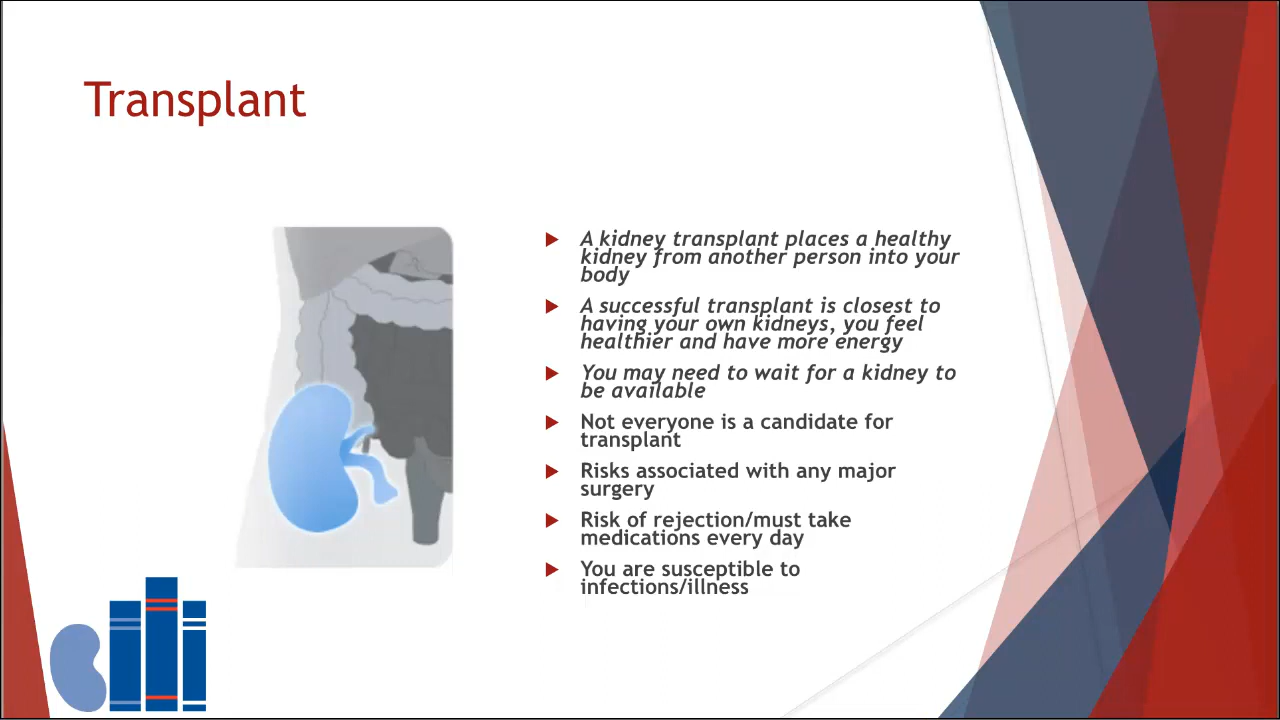 Transplant
A kidney transplant places a healthy
kidney from another person into your
body
A successful transplant is closest to
having your own kidneys, you feel
healthier and have more energy
You may need to wait for a kidney to
be available
Not everyone is a candidate for
transplant
Risks associated with any major
surgery
Risk of rejection/must take
medications every day
You are susceptible to
infections/illness